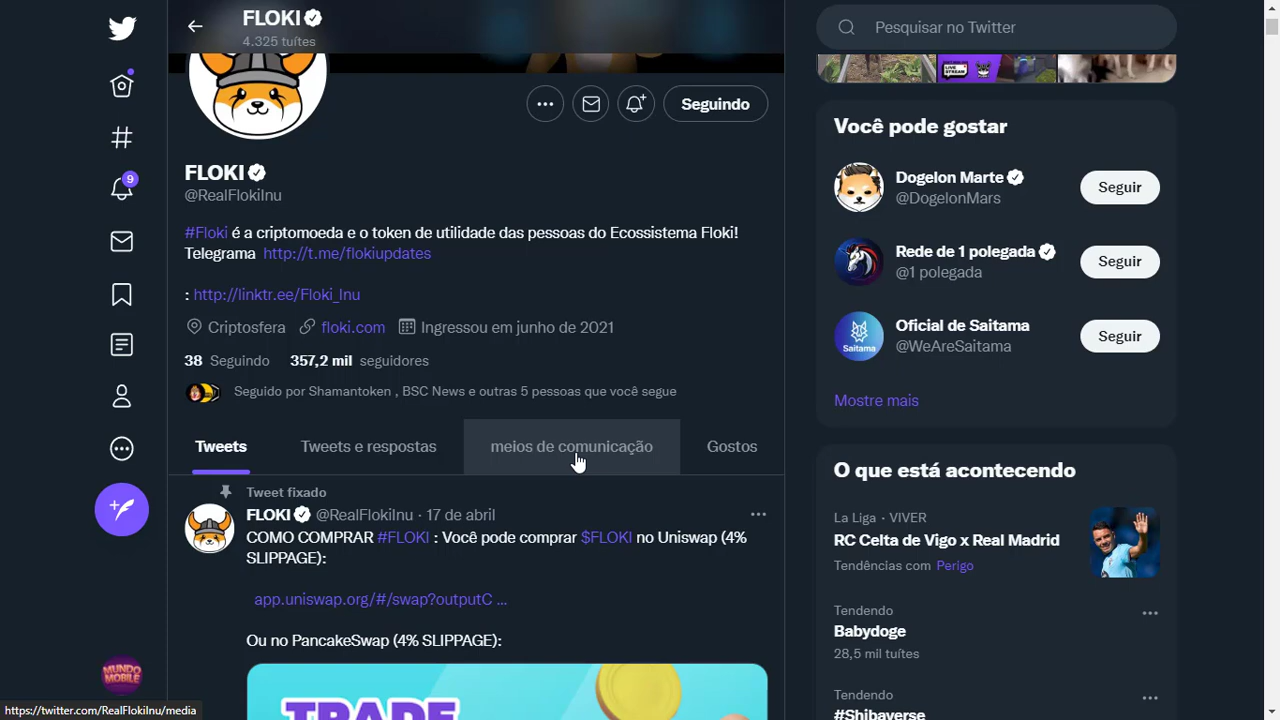 FLOKI
4.325 tuítes
Pesquisar no Twitter
LIVE STREAM
Seguindo
FLOKI
@RealFlokiInu
#Floki é a criptomoeda e o token de utilidade das pessoas do Ecossistema Floki!
Telegrama http://t.me/flokiupdates
: http://linktr.ee/Floki_Inu
Criptosfera floki.com Ingressou em junho de 2021
38 Seguindo 357,2 mil seguidores
Seguido por Shamantoken , BSC News e outras 5 pessoas que você segue
Tweets Tweets e respostas meios de comunicação Gostos
Tweet fixado
FLOKI @RealFlokiInu · 17 de abril
COMO COMPRAR #FLOKI : Você pode comprar $FLOKI no Uniswap (4%
SLIPPAGE):
app.uniswap.org/#/swap?outputC ...
Ou no PancakeSwap (4% SLIPPAGE):
TRADE
Você pode gostar
Dogelon Marte
@DogelonMars
Seguir
Rede de 1 polegada
@1 polegada
Seguir
Saitama
Oficial de Saitama
@WeAreSaitama
Seguir
Mostre mais
O que está acontecendo
La Liga · VIVER
RC Celta de Vigo x Real Madrid
Tendências com Perigo
Tendendo
Babydoge
28,5 mil tuítes
Tendendo
#Shibaverse
9
MUNDO
MOBILE
https://twitter.com/RealFlokiInu/media